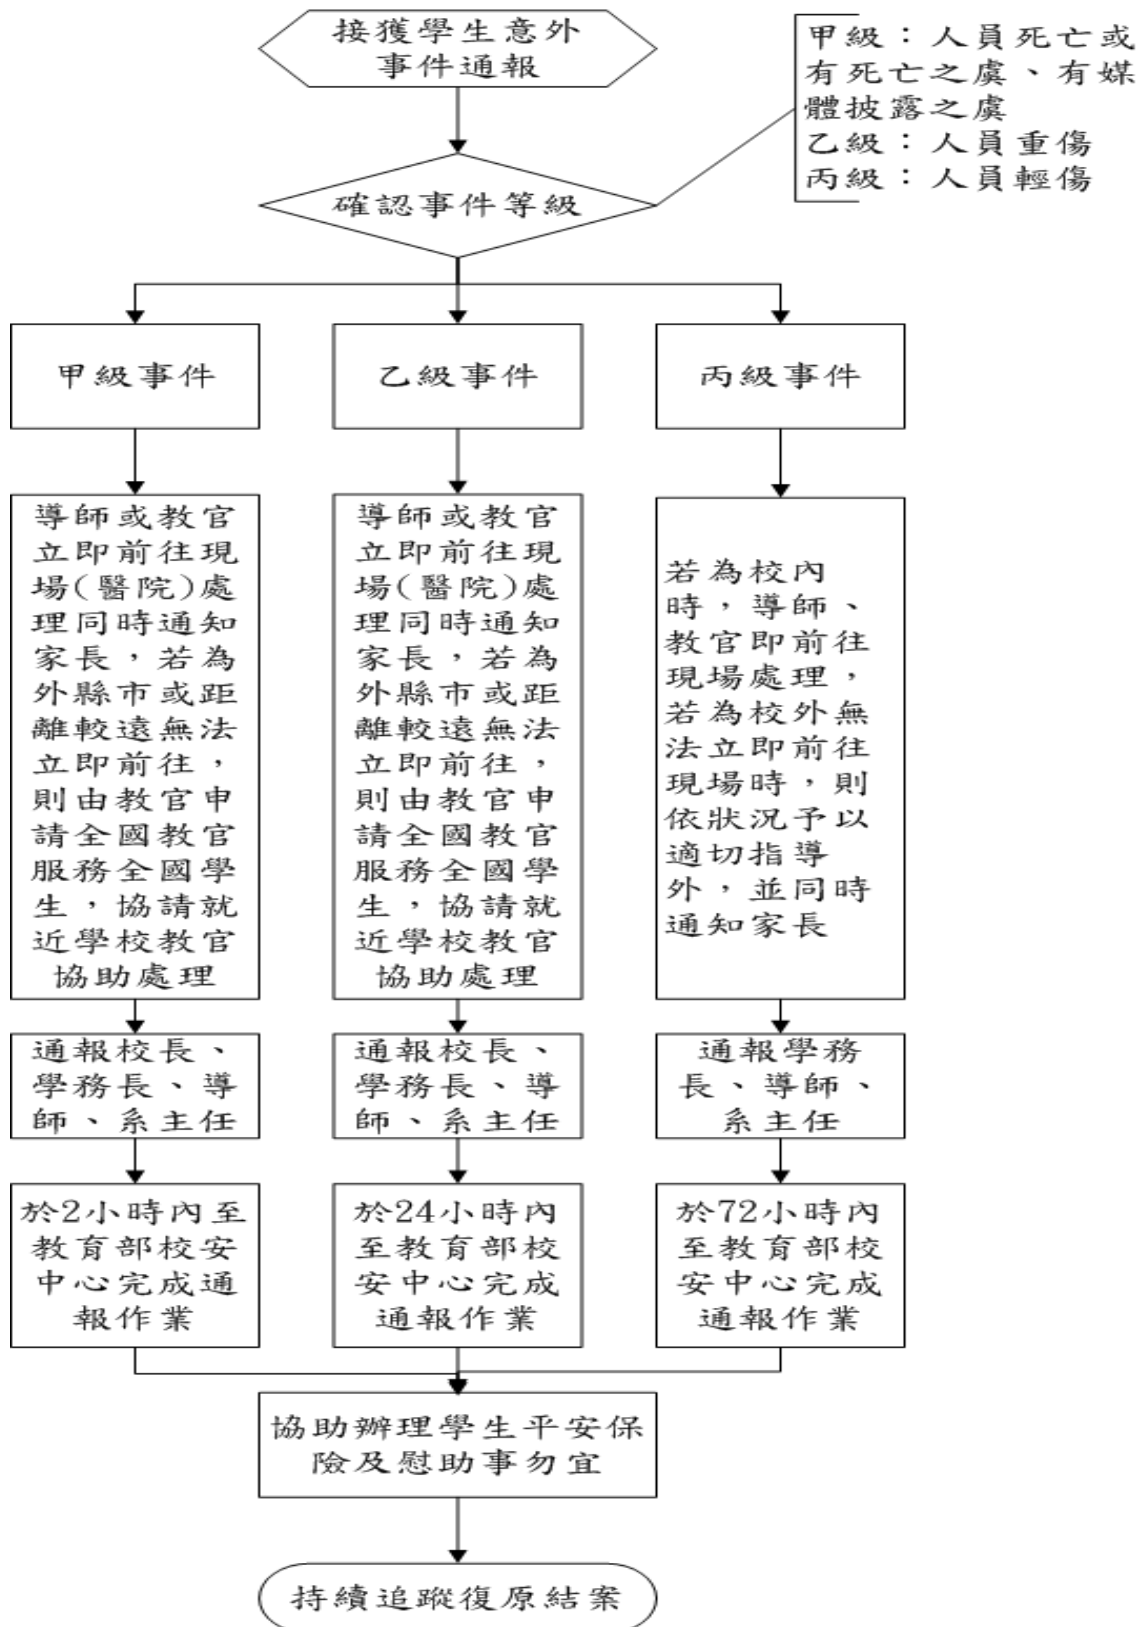 接獲學生意外
事件通報
甲級：人員死亡或
有死亡之虞、有媒
體披露之虞
乙級：人員重傷
丙級：人員輕傷
確認事件等級
甲級事件
乙級事件
丙級事件
導師或教官
立即前往現
場(醫院)處
理同時通知
家長，若為
外縣市或距
離較遠無法
立即前往，
則由教官申
請全國教官
服務全國學
生，協請就
近學校教官
協助處理
導師或教官
立即前往現
場(醫院)處
理同時通知
家長，若為
外縣市或距
離較遠無法
立即前往，
則由教官申
請全國教官
服務全國學
生，協請就
近學校教官
協助處理
若為校內
時，導師、
教官即前往
現場處理，
若為校外無
法立即前往
現場時，則
依狀況予以
適切指導
外，並同時
通知家長
通報校長、
學務長、導
師、系主任
通報校長、
學務長、導
師、系主任
通報學務
長、導師、
系主任
於2小時內至
教育部校安
中心完成通
報作業
於24小時內
至教育部校
安中心完成
通報作業
於72小時內
至教育部校
安中心完成
通報作業
協助辦理學生平安保
險及慰助事勿宜
持續追蹤復原結案